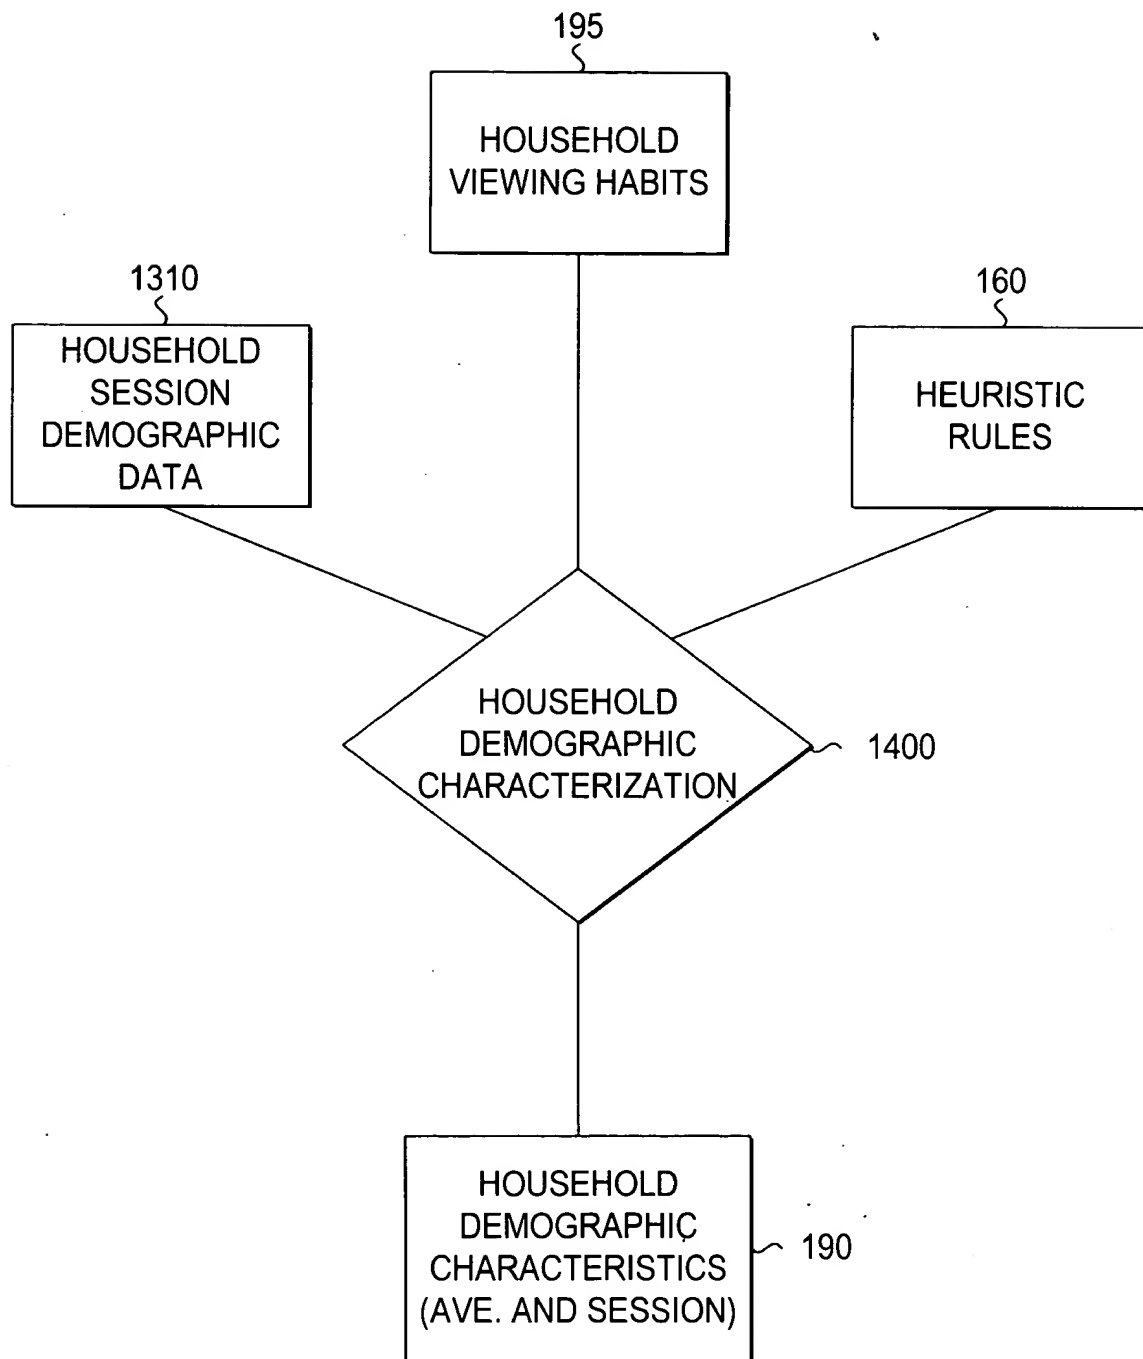 195
HOUSEHOLD
VIEWING HABITS
1310
HOUSEHOLD
SESSION
DEMOGRAPHIC
DATA
160
HEURISTIC
RULES
HOUSEHOLD
DEMOGRAPHIC
CHARACTERIZATION
1400
HOUSEHOLD
DEMOGRAPHIC
CHARACTERISTICS
(AVE. AND SESSION)
190